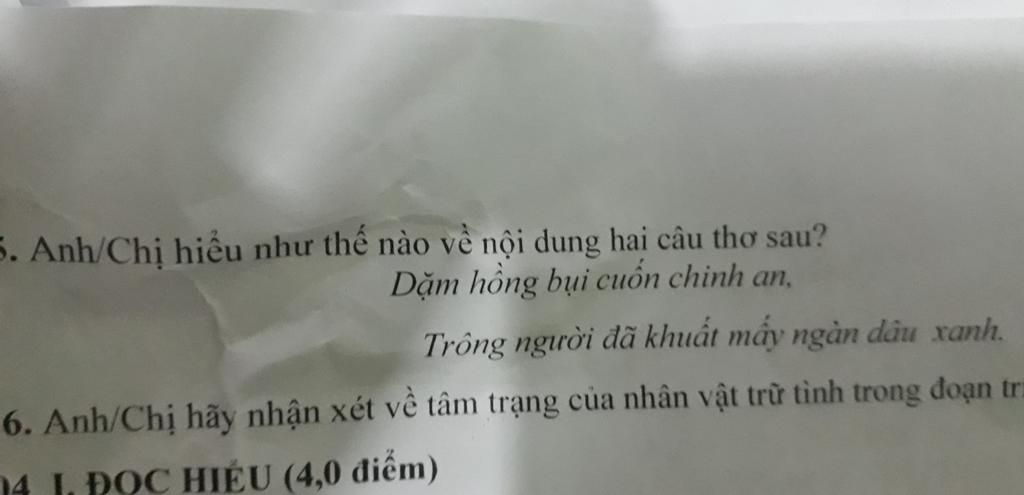 5. Anh/Chị hiểu như thế nào về nội dung hai câu thơ sau?
Dặm hồng bụi cuốn chinh an,
Trông người đã khuất mấy ngàn dâu xanh.
6. Anh/Chị hãy nhận xét về tâm trạng của nhân vật trữ tình trong đoạn
04 I. ĐỌC HIỂU (4,0 điểm)